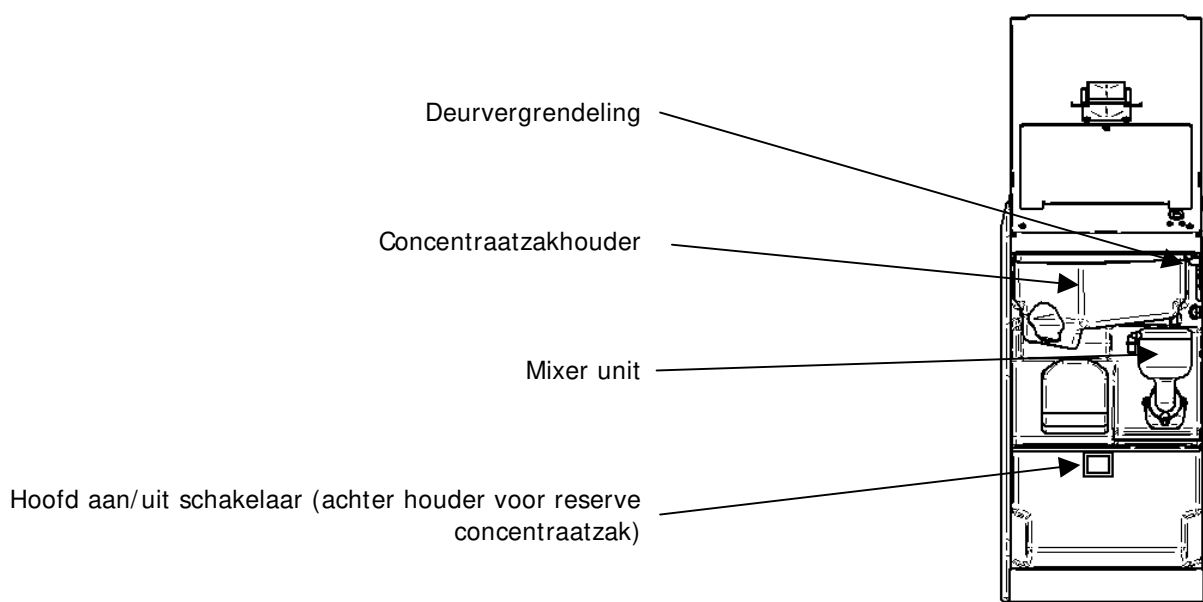 Deurvergrendeling
Concentraatzakhouder
Mixer unit
Hoofd aan/uit schakelaar (achter houder voor reserve
concentraatzak)